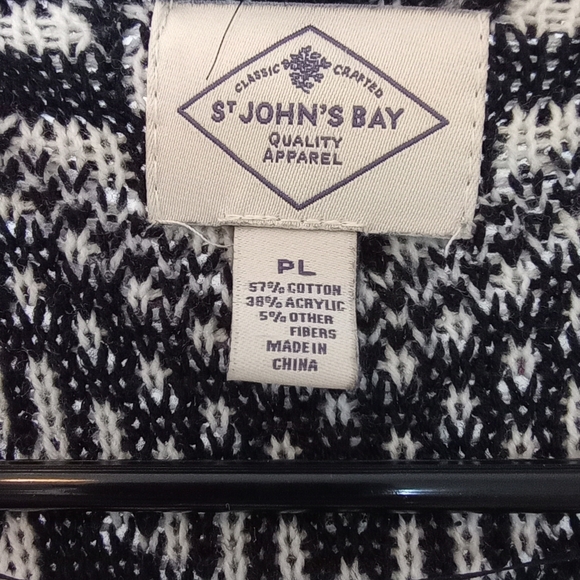 CLASSIC CRAFTED
ST JOHN'S BAY
QUALITY
APPAREL
PL
57% COTTON
38% ACRYLIC
5% OTHER
FIBERS
MADE IN
CHINA